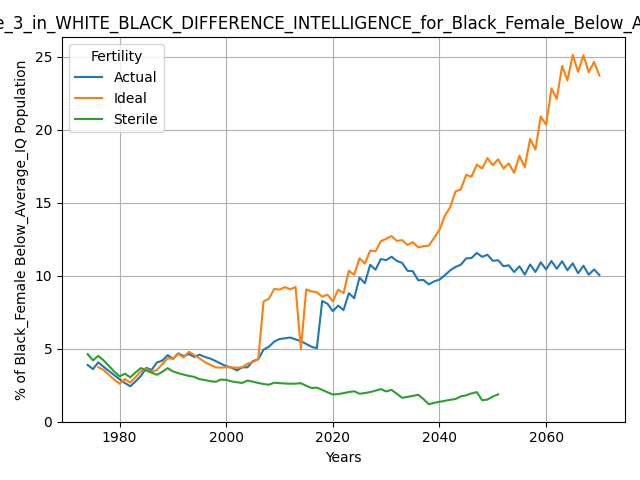 e_3_in_WHITE_BLACK_DIFFERENCE_INTELLIGENCE_for_Black_Female_Below_A
Fertility
Actual
Ideal
Sterile
% of Black_Female Below_Average_IQ Population
25
20
15
10
5
0
1980 2000 2020 2040 2060
Years